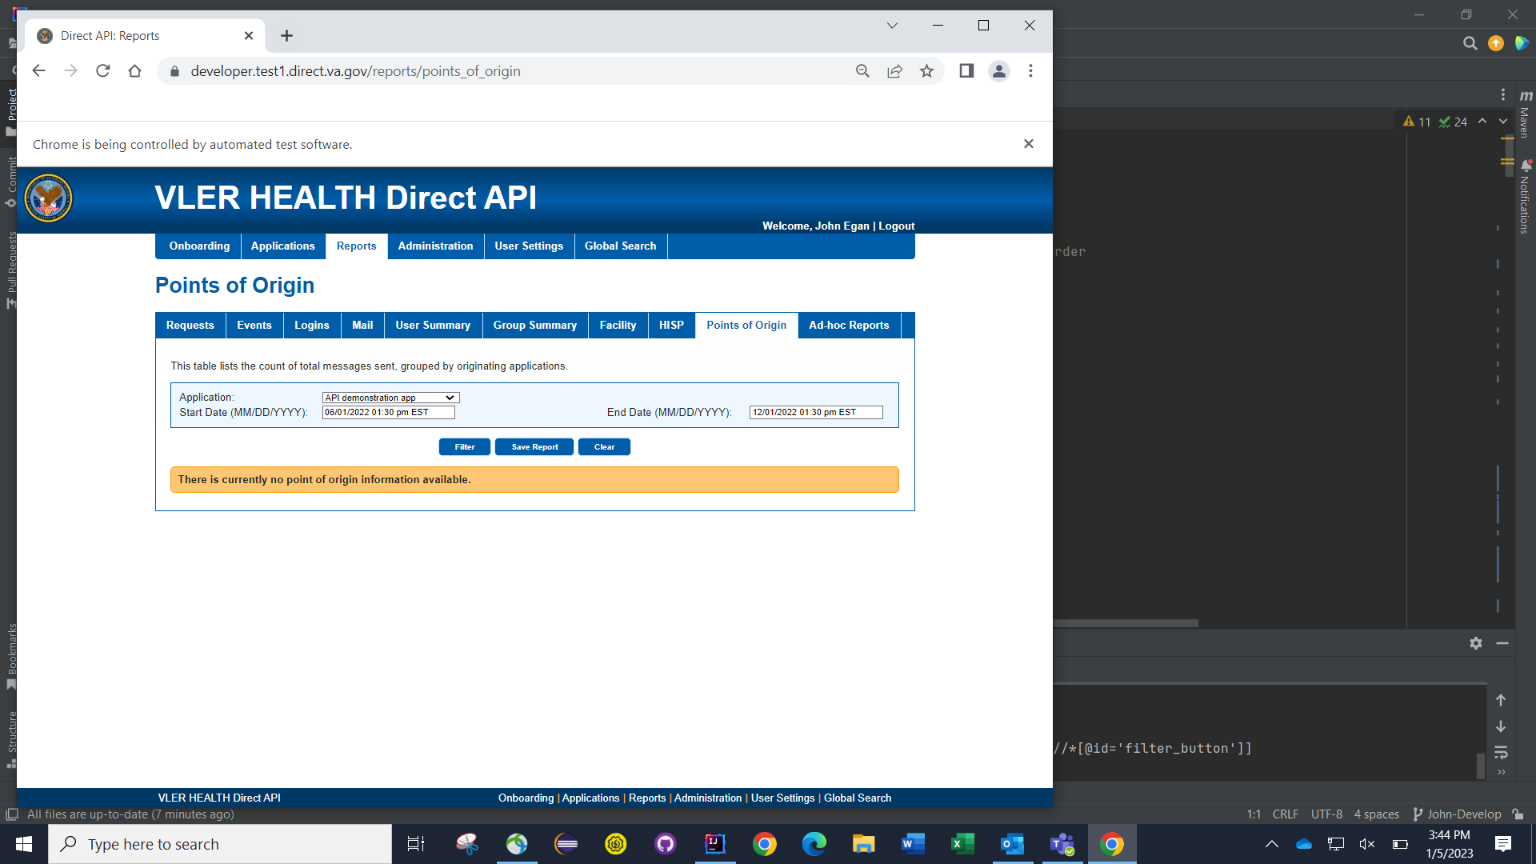 Direct API: Reports
developer.test1.direct.va.gov/reports/points_of_origin
Chrome is being controlled by automated test software.
VLER HEALTH Direct API
Welcome, John Egan | Logout
Onboarding Applications Reports Administration User Settings Global Search
Points of Origin
Requests Events Logins Mail User Summary Group Summary Facility HISP Points of Origin Ad-hoc Reports
This table lists the count of total messages sent, grouped by originating applications.
Application: API demonstration app
Start Date (MM/DD/YYYY): 06/01/2022 01:30 pm EST End Date (MM/DD/YYYY): 12/01/2022 01:30 pm EST
Filter Save Report Clear
There is currently no point of origin information available.
VLER HEALTH Direct API Onboarding | Applications | Reports | Administration | User Settings | Global Search
Project
Commit
Pull Requests
Bookmarks
Structure
11 24
rder
m
Maven
Notifications
//*[@id='filter_button']]
All files are up-to-date (7 minutes ago) 1:1 CRLF UTF-8 4 spaces John-Develop
Type here to search
3:44 PM
1/5/2023